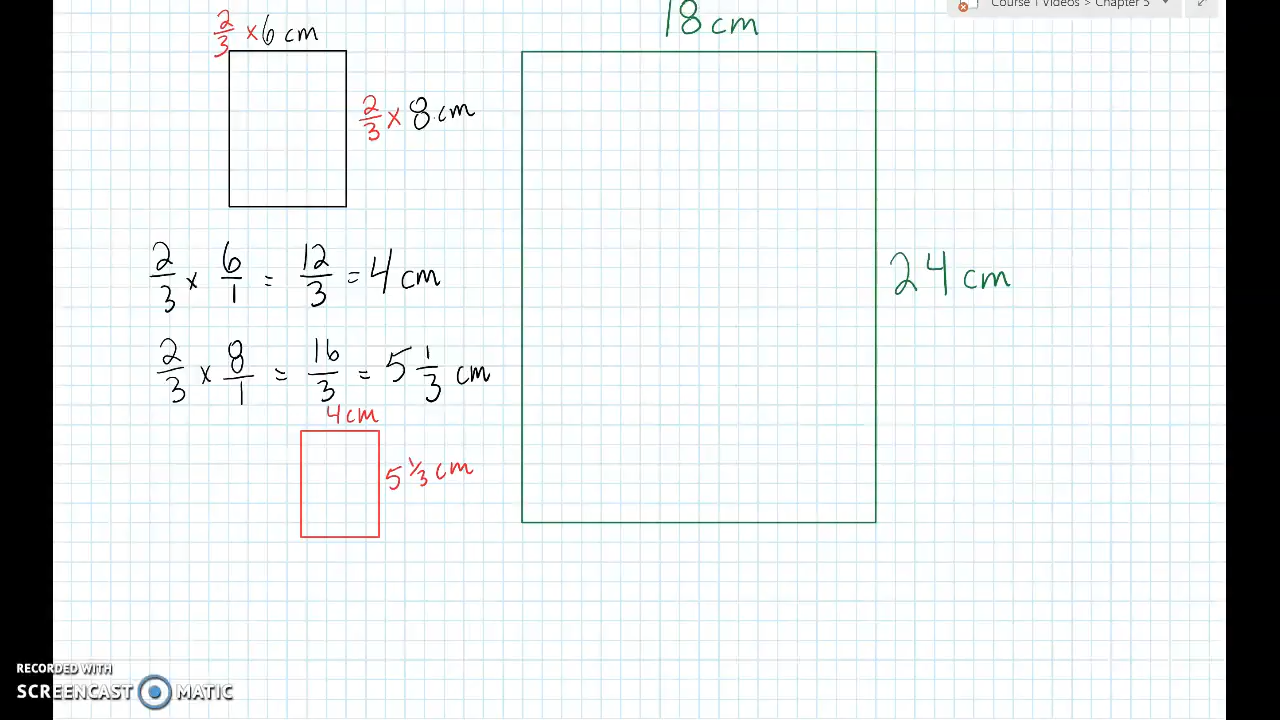 Course 1 Videos > Chapter 5
2/3 × 6 cm
18 cm
2/3 × 8 cm
24 cm
2/3 × 6/1 = 12/3 = 4 cm
2/3 × 8/1 = 16/3 = 5 1/3 cm
4 cm
5 1/3 cm
RECORDED WITH
SCREENCAST MATIC